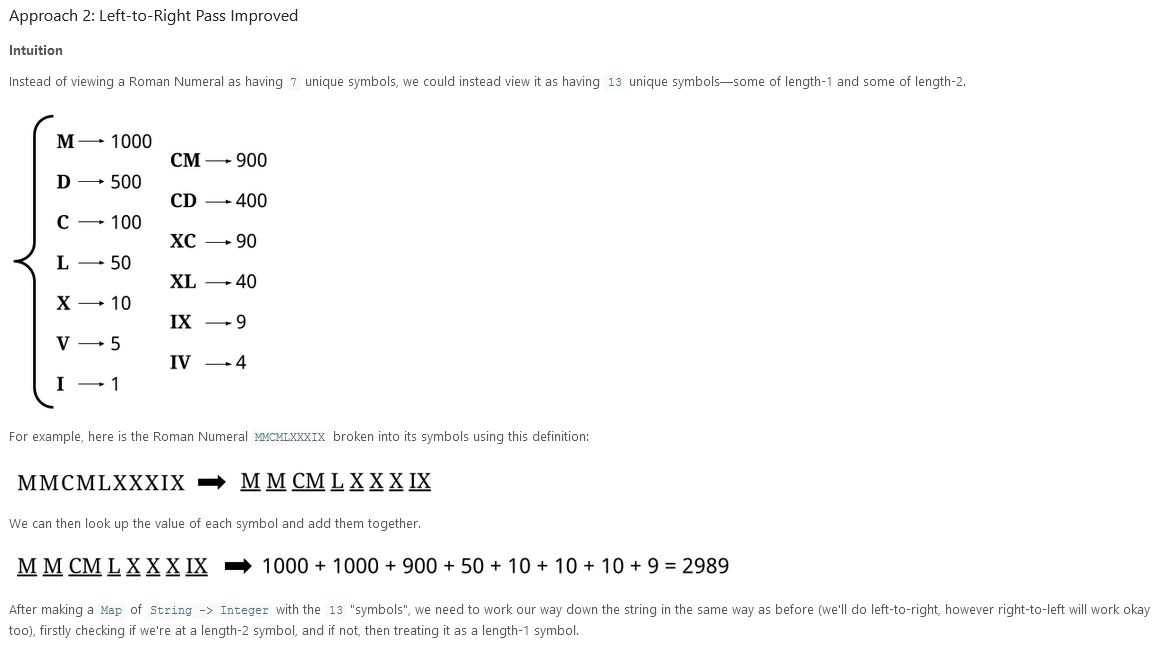 Approach 2: Left-to-Right Pass Improved
Intuition
Instead of viewing a Roman Numeral as having 7 unique symbols, we could instead view it as having 13 unique symbols—some of length-1 and some of length-2.
M → 1000
CM → 900
D → 500
CD → 400
C → 100
XC → 90
L → 50
XL → 40
X → 10
IX → 9
V → 5
IV → 4
I → 1
For example, here is the Roman Numeral MMCMLXXXIX broken into its symbols using this definition:
MMCMLXXXIX ➡ M M CM L X X X IX
We can then look up the value of each symbol and add them together.
M M CM L X X X IX ➡ 1000 + 1000 + 900 + 50 + 10 + 10 + 10 + 9 = 2989
After making a Map of String -> Integer with the 13 "symbols", we need to work our way down the string in the same way as before (we'll do left-to-right, however right-to-left will work okay
too), firstly checking if we're at a length-2 symbol, and if not, then treating it as a length-1 symbol.